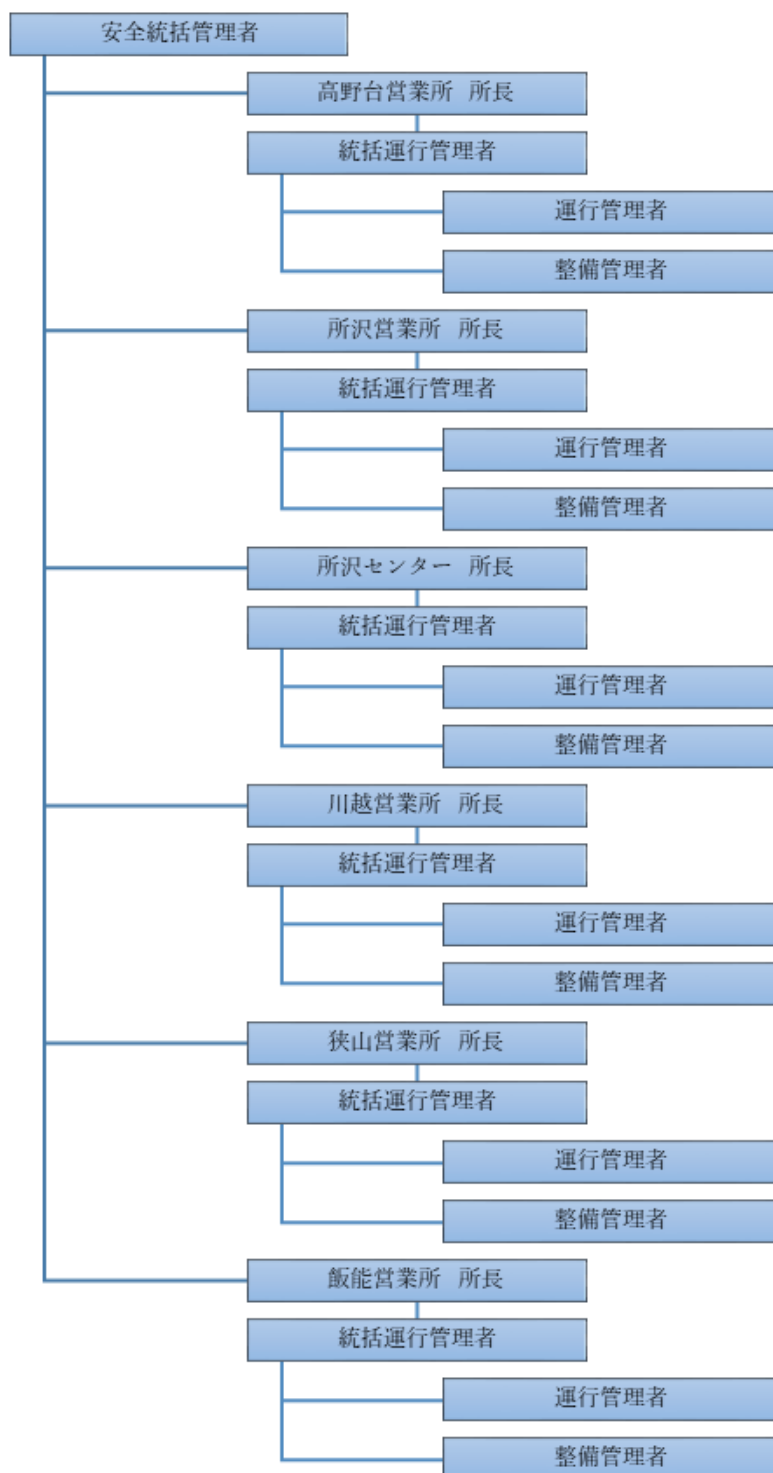 安全統括管理者
高野台営業所 所長
統括運行管理者
運行管理者
整備管理者
所沢営業所 所長
統括運行管理者
運行管理者
整備管理者
所沢センター 所長
統括運行管理者
運行管理者
整備管理者
川越営業所 所長
統括運行管理者
運行管理者
整備管理者
狭山営業所 所長
統括運行管理者
運行管理者
整備管理者
飯能営業所 所長
統括運行管理者
運行管理者
整備管理者